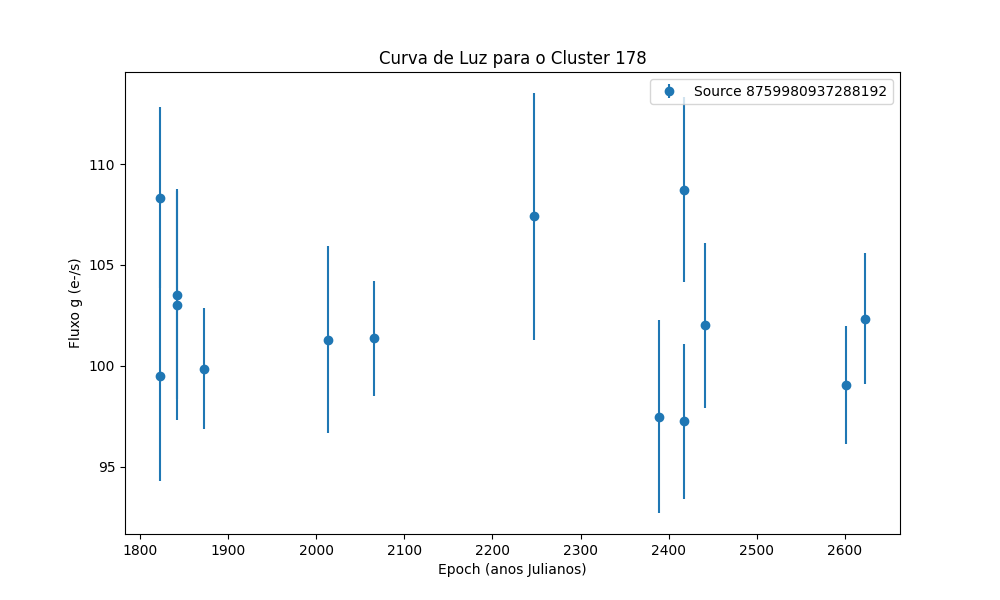 Curva de Luz para o Cluster 178
Source 8759980937288192
Fluxo g (e-/s)
110
105
100
95
1800 1900 2000 2100 2200 2300 2400 2500 2600
Epoch (anos Julianos)